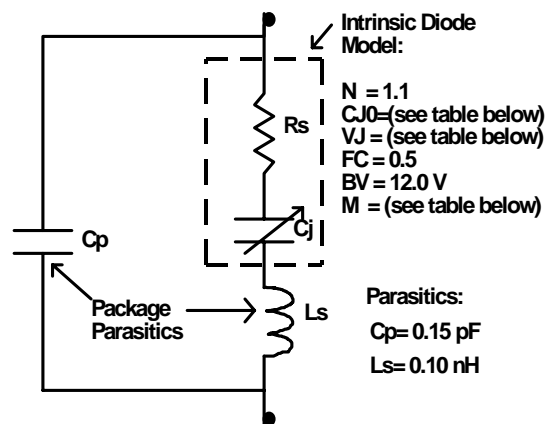 Intrinsic Diode
Model:
N = 1.1
CJ0=(see table below)
VJ = (see table below)
FC = 0.5
BV = 12.0 V
M = (see table below)
Rs
Cj
Cp
Package
Parasitics
Ls
Parasitics:
Cp= 0.15 pF
Ls= 0.10 nH